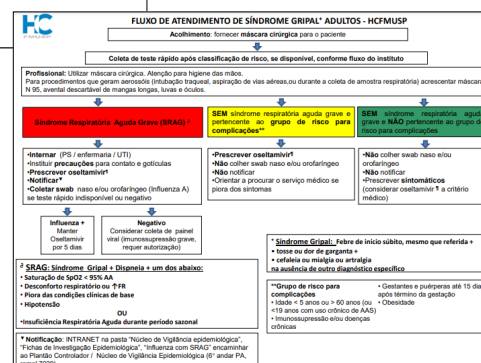 HC
FMUSP
FLUXO DE ATENDIMENTO DE SÍNDROME GRIPAL* ADULTOS - HCFMUSP
Acolhimento: fornecer máscara cirúrgica para o paciente
Coleta de teste rápido após classificação de risco, se disponível, conforme fluxo do instituto
Profissional: Utilizar máscara cirúrgica. Atenção para higiene das mãos.
Para procedimentos que geram aerossóis (intubação traqueal, aspiração de vias aéreas,ou durante a coleta de amostra respiratória) acrescentar máscara
N 95, avental descartável de mangas longas, luvas e óculos.
Síndrome Respiratória Aguda Grave (SRAG) ²
SEM síndrome respiratória aguda grave e
pertencente ao grupo de risco para
complicações**
SEM síndrome respiratória aguda
grave e NÃO pertencente ao grupo de
risco para complicações
•Internar (PS / enfermaria / UTI)
•Instituir precauções para contato e gotículas
•Prescrever oseltamivir¶
•Notificar▼
•Coletar swab naso e/ou orofaríngeo (Influenza A)
se teste rápido indisponível ou negativo
•Prescrever oseltamivir¶
•Não colher swab naso e/ou orofaríngeo
•Não notificar
•Orientar a procurar o serviço médico se
piora dos sintomas
•Não colher swab naso e/ou
orofaríngeo
•Não notificar
•Prescrever sintomáticos
(considerar oseltamivir ¶ a critério
médico)
Influenza +
Manter
Oseltamivir
por 5 dias
Negativo
Considerar coleta de painel
viral (imunossupressão grave,
requer autorização)
* Síndrome Gripal: Febre de início súbito, mesmo que referida +
• tosse ou dor de garganta +
• cefaleia ou mialgia ou artralgia
na ausência de outro diagnóstico específico
² SRAG: Síndrome Gripal + Dispneia + um dos abaixo:
• Saturação de SpO2 < 95% AA
• Desconforto respiratório ou ↑FR
• Piora das condições clínicas de base
• Hipotensão
OU
•Insuficiência Respiratória Aguda durante período sazonal
**Grupo de risco para
complicações
• Idade < 5 anos ou > 60 anos (ou
<19 anos com uso crônico de AAS)
• Imunossupressão e/ou doenças
crônicas
• Gestantes e puérperas até 15 dias
após término da gestação
• Obesidade
▼ Notificação: INTRANET na pasta "Núcleo de Vigilância epidemiológica",
"Fichas de Investigação Epidemiológica", "Influenza com SRAG" encaminhar
ao Plantão Controlador / Núcleo de Vigilância Epidemiológica (6° andar PA,